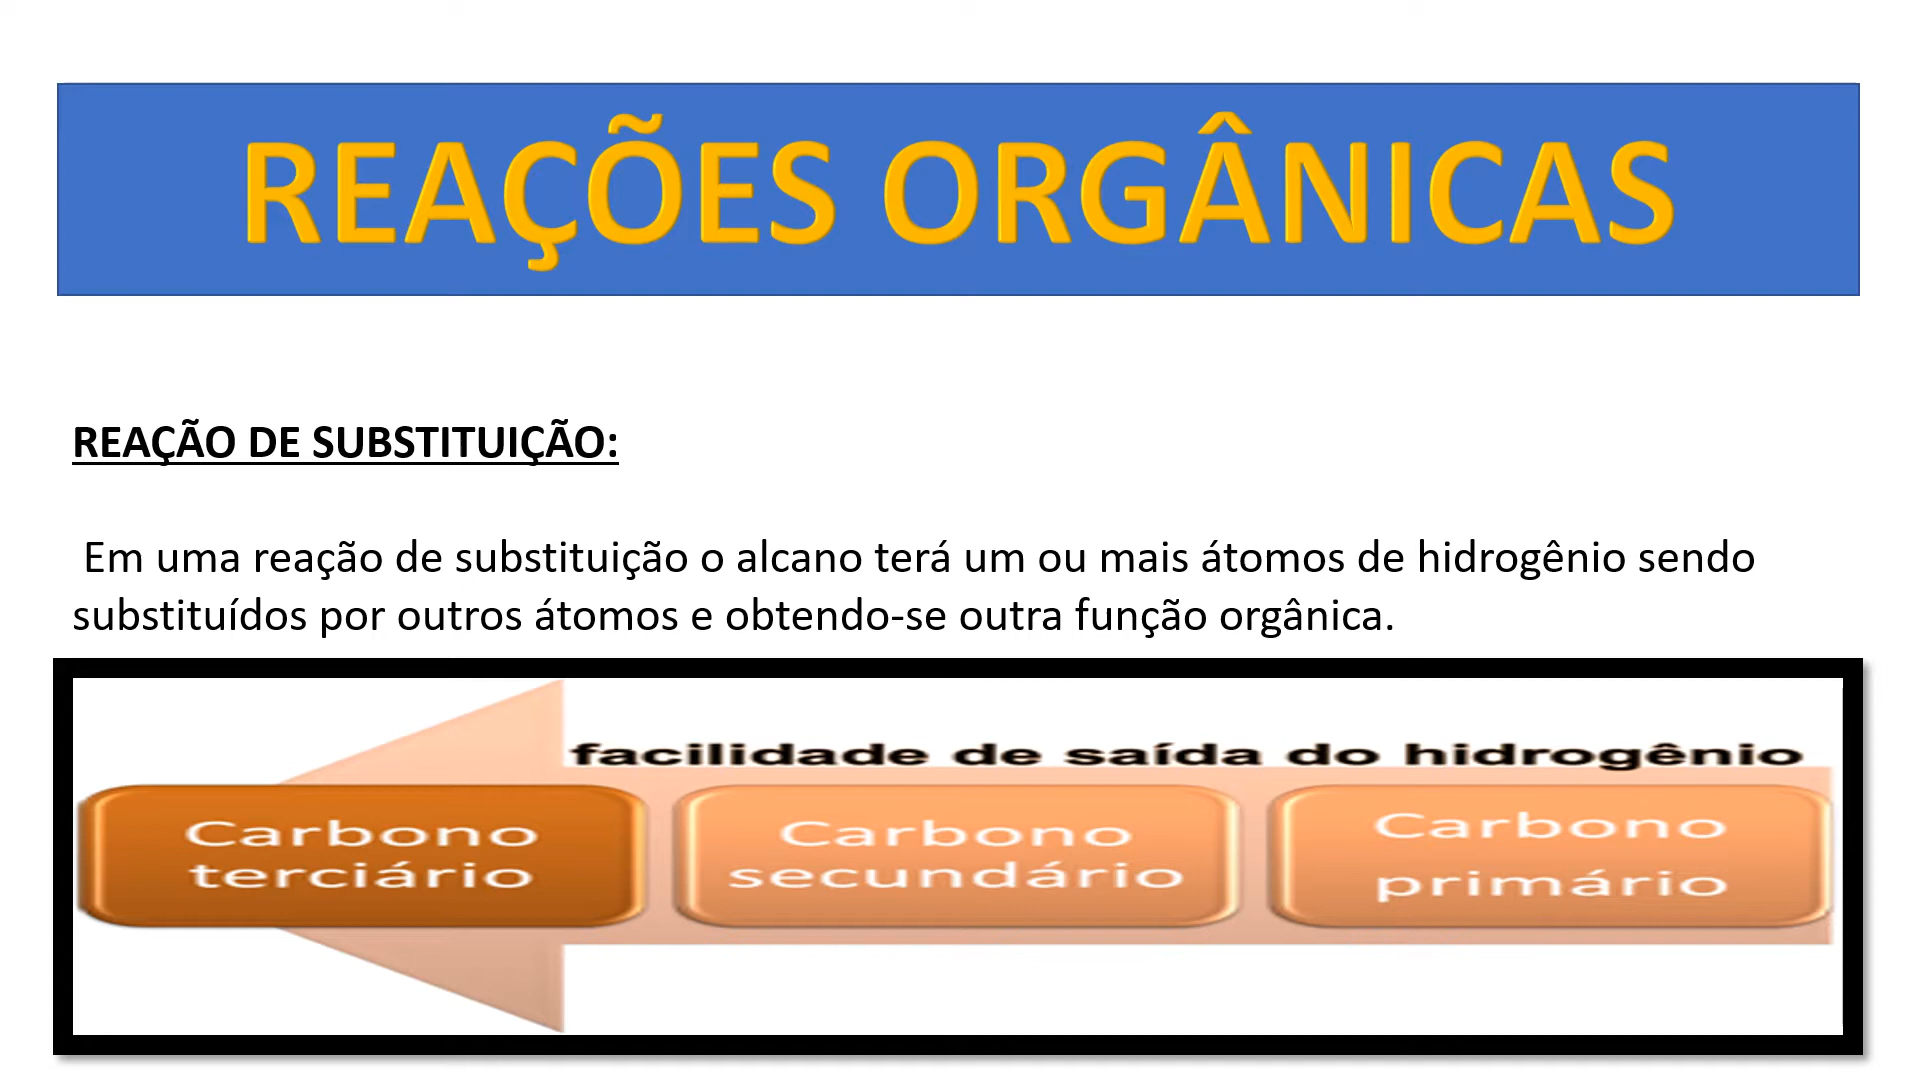 REAÇÕES ORGÂNICAS
REAÇÃO DE SUBSTITUIÇÃO:
Em uma reação de substituição o alcano terá um ou mais átomos de hidrogênio sendo
substituídos por outros átomos e obtendo-se outra função orgânica.
facilidade de saída do hidrogênio
Carbono
terciário
Carbono
secundário
Carbono
primário